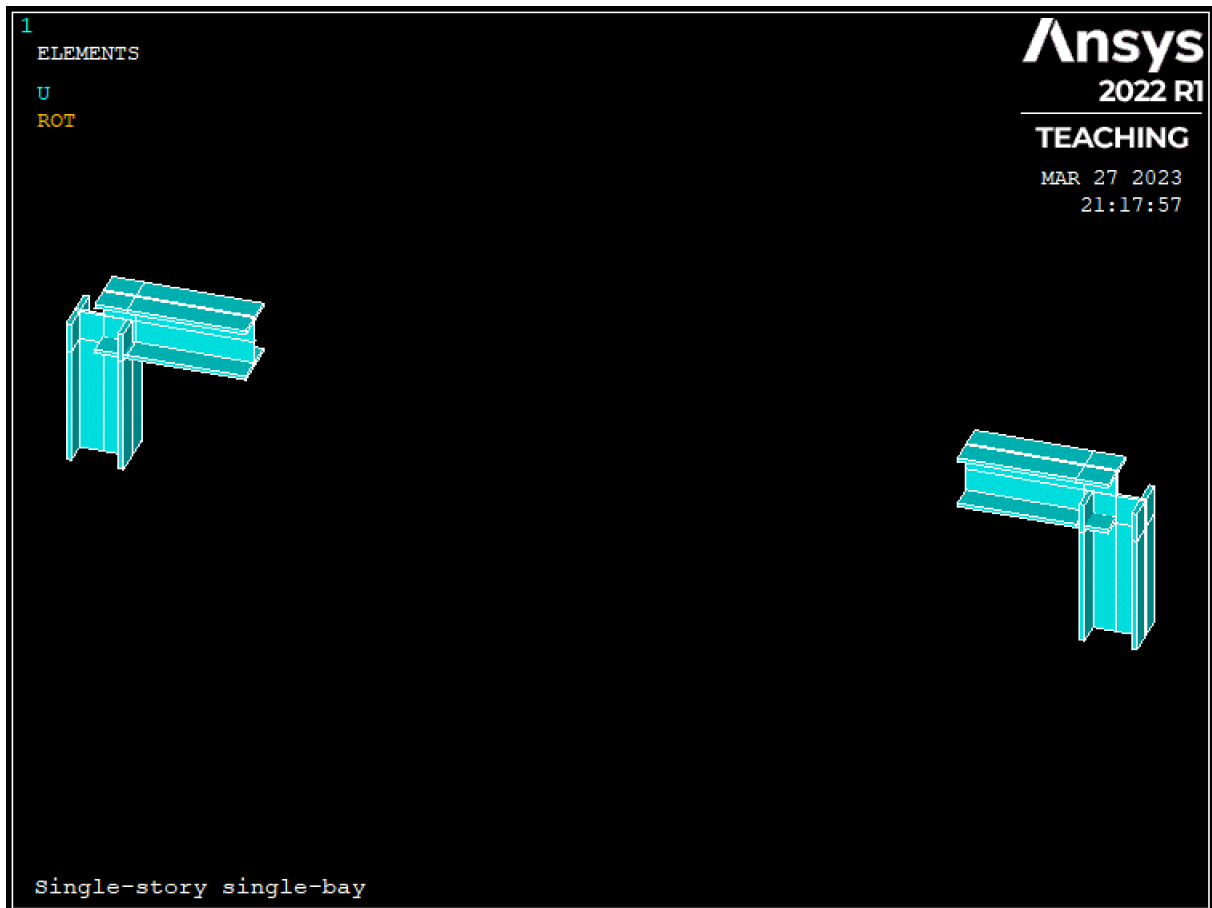 1
ELEMENTS
U
ROT
Ansys
2022 R1
TEACHING
MAR 27 2023
21:17:57
Single-story single-bay